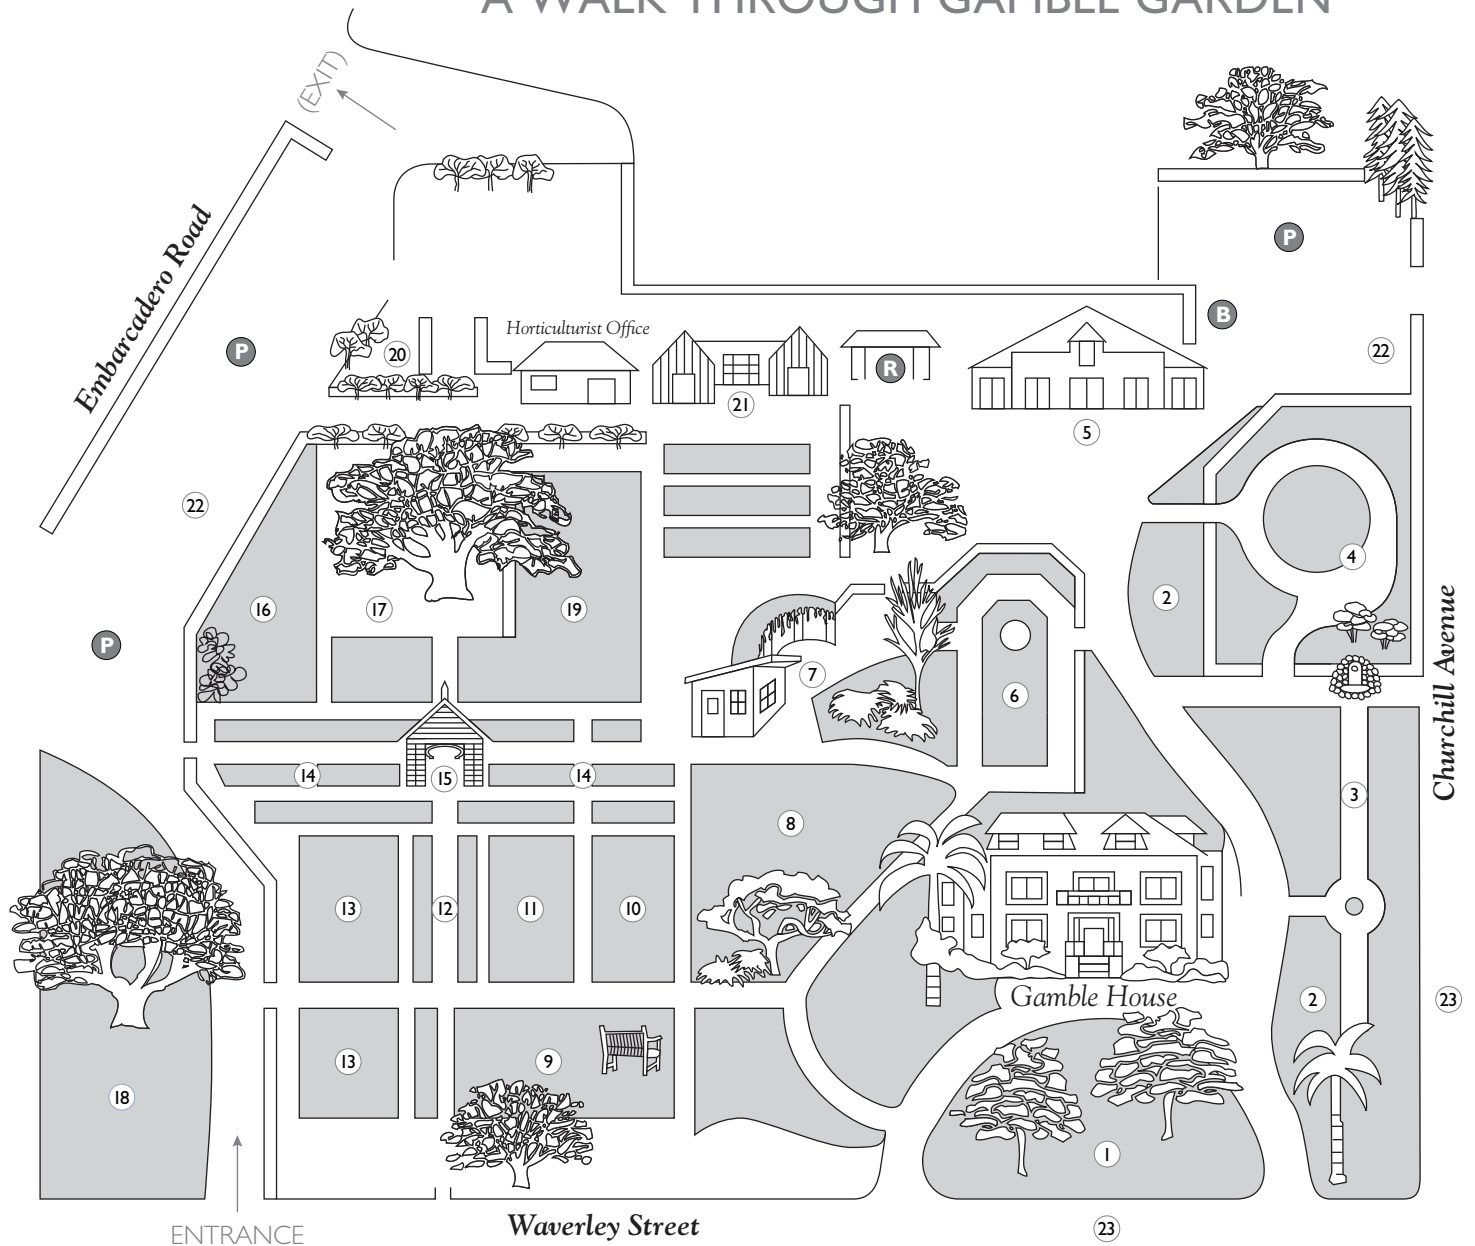 A WALK THROUGH GAMBLE GARDEN
(EXIT)
Embarcadero Road
P
B
P
Horticulturist Office
20
R
22
21
5
22
4
16
17
19
2
P
7
6
Churchill Avenue
14
15
14
3
8
13
12
11
10
Gamble House
2
23
13
9
18
1
ENTRANCE
Waverley Street
23